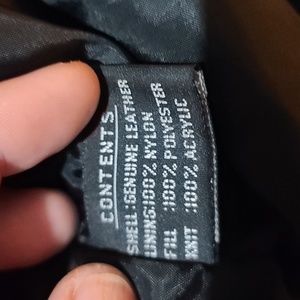 CONTENTS
SHELL:GENUINE LEATHER
LINING:100% NYLON
FILL :100% POLYESTER
KNIT :100% ACRYLIC